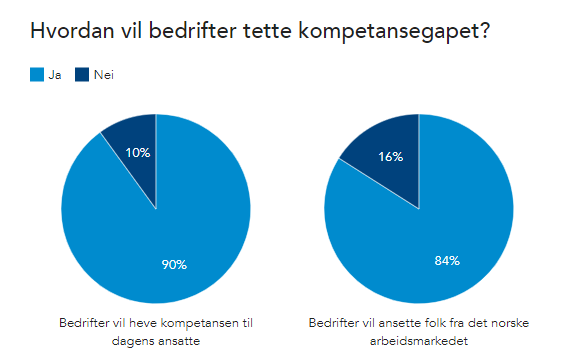 Hvordan vil bedrifter tette kompetansegapet?
Ja Nei
10%
90%
Bedrifter vil heve kompetansen til
dagens ansatte
16%
84%
Bedrifter vil ansette folk fra det norske
arbeidsmarkedet